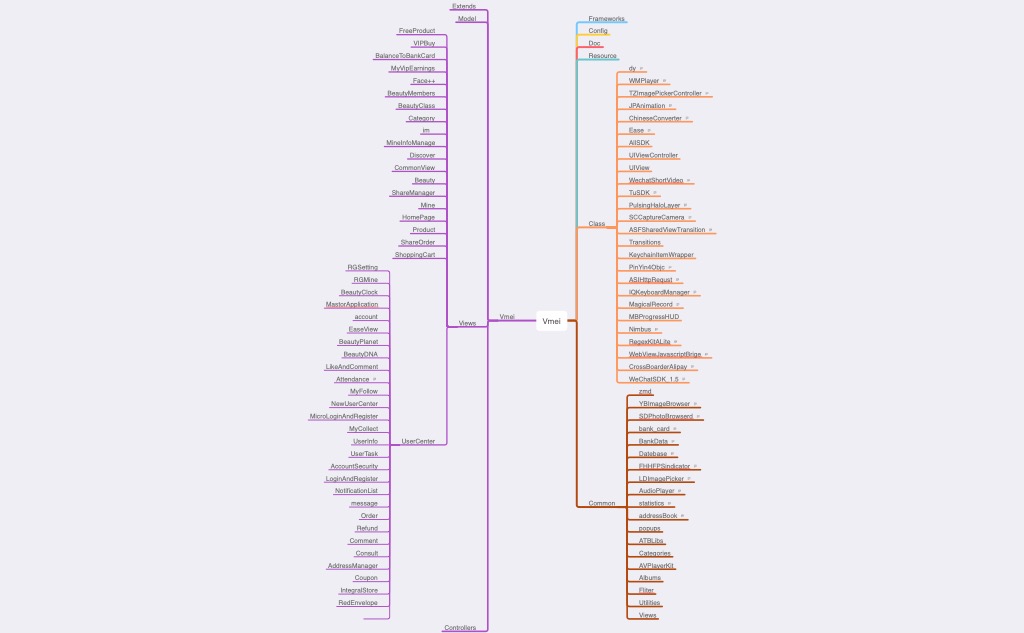 Extends
Model
FreeProduct
VIPBuy
BalanceToBankCard
MyVipEarnings
Face++
BeautyMembers
BeautyClass
Category
im
MineInfoManage
Discover
CommonView
Beauty
ShareManager
Mine
HomePage
Product
ShareOrder
ShoppingCart
RGSetting
RGMine
BeautyClock
MastorApplication
account
EaseView
BeautyPlanet
BeautyDNA
LikeAndComment
Attendance
MyFollow
NewUserCenter
MicroLoginAndRegister
MyCollect
UserInfo
UserTask
AccountSecurity
LoginAndRegister
NotificationList
message
Order
Refund
Comment
Consult
AddressManager
Coupon
IntegralStore
RedEnvelope
UserCenter
Views
Controllers
Vmei
Vmei
Frameworks
Config
Doc
Resource
Class
dy
WMPlayer
TZImagePickerController
JPAnimation
ChineseConverter
Ease
AliSDK
UIViewController
UIView
WechatShortVideo
TuSDK
PulsingHaloLayer
SCCaptureCamera
ASFSharedViewTransition
Transitions
KeychainItemWrapper
PinYin4Objc
ASIHttpRequst
IQKeyboardManager
MagicalRecord
MBProgressHUD
Nimbus
RegexKitALite
WebViewJavascriptBrige
CrossBoarderAlipay
WeChatSDK_1.5
Common
zmd
YBImageBrowser
SDPhotoBrowserd
bank_card
BankData
Datebase
FHHFPSindicator
LDImagePicker
AudioPlayer
statistics
addressBook
popups
ATBLibs
Categories
AVPlayerKit
Albums
Filter
Utilities
Views